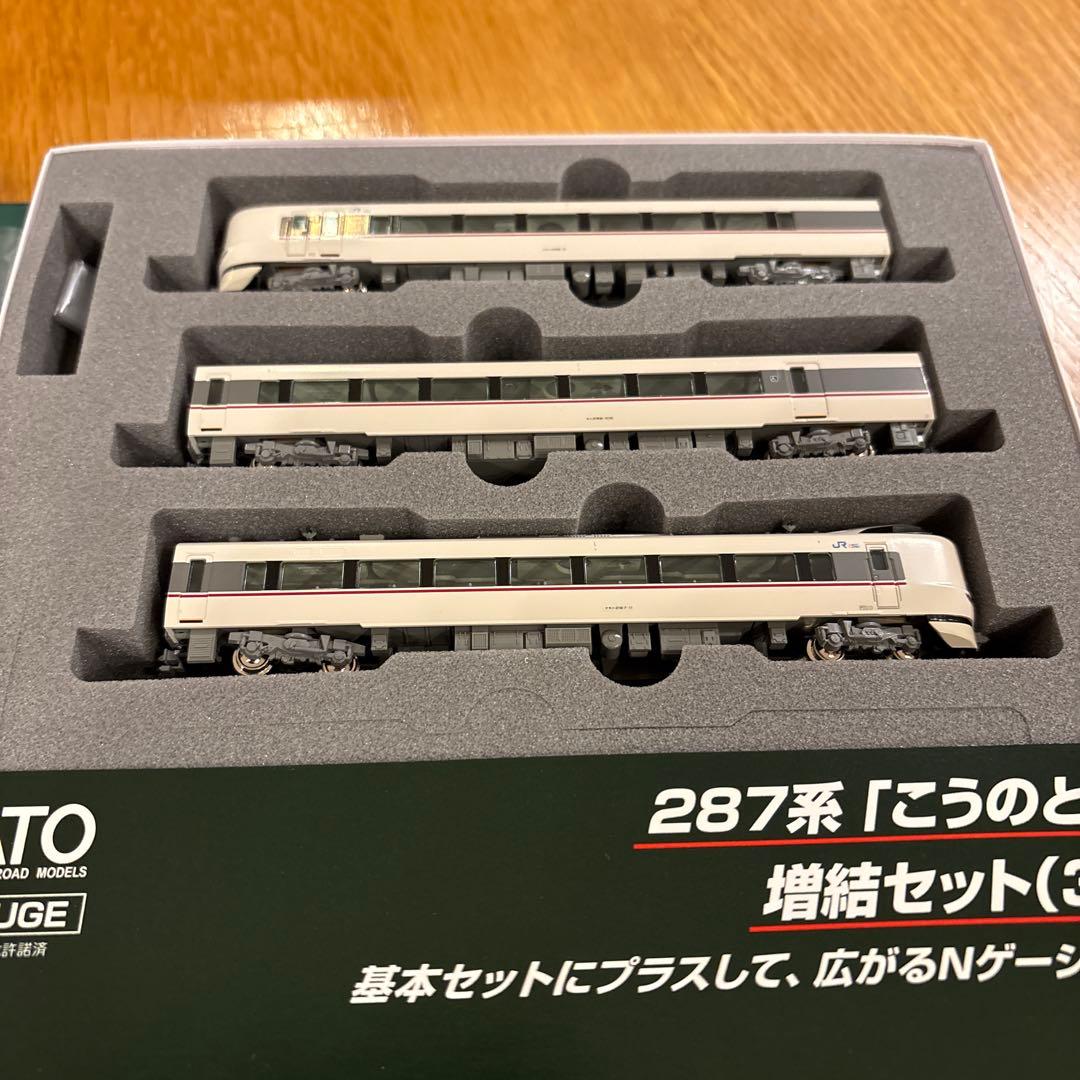 JR
ATO
ROAD MODELS
UGE
許諾済
287系「こうのと
増結セット(3
基本セットにプラスして、広がるNゲージ